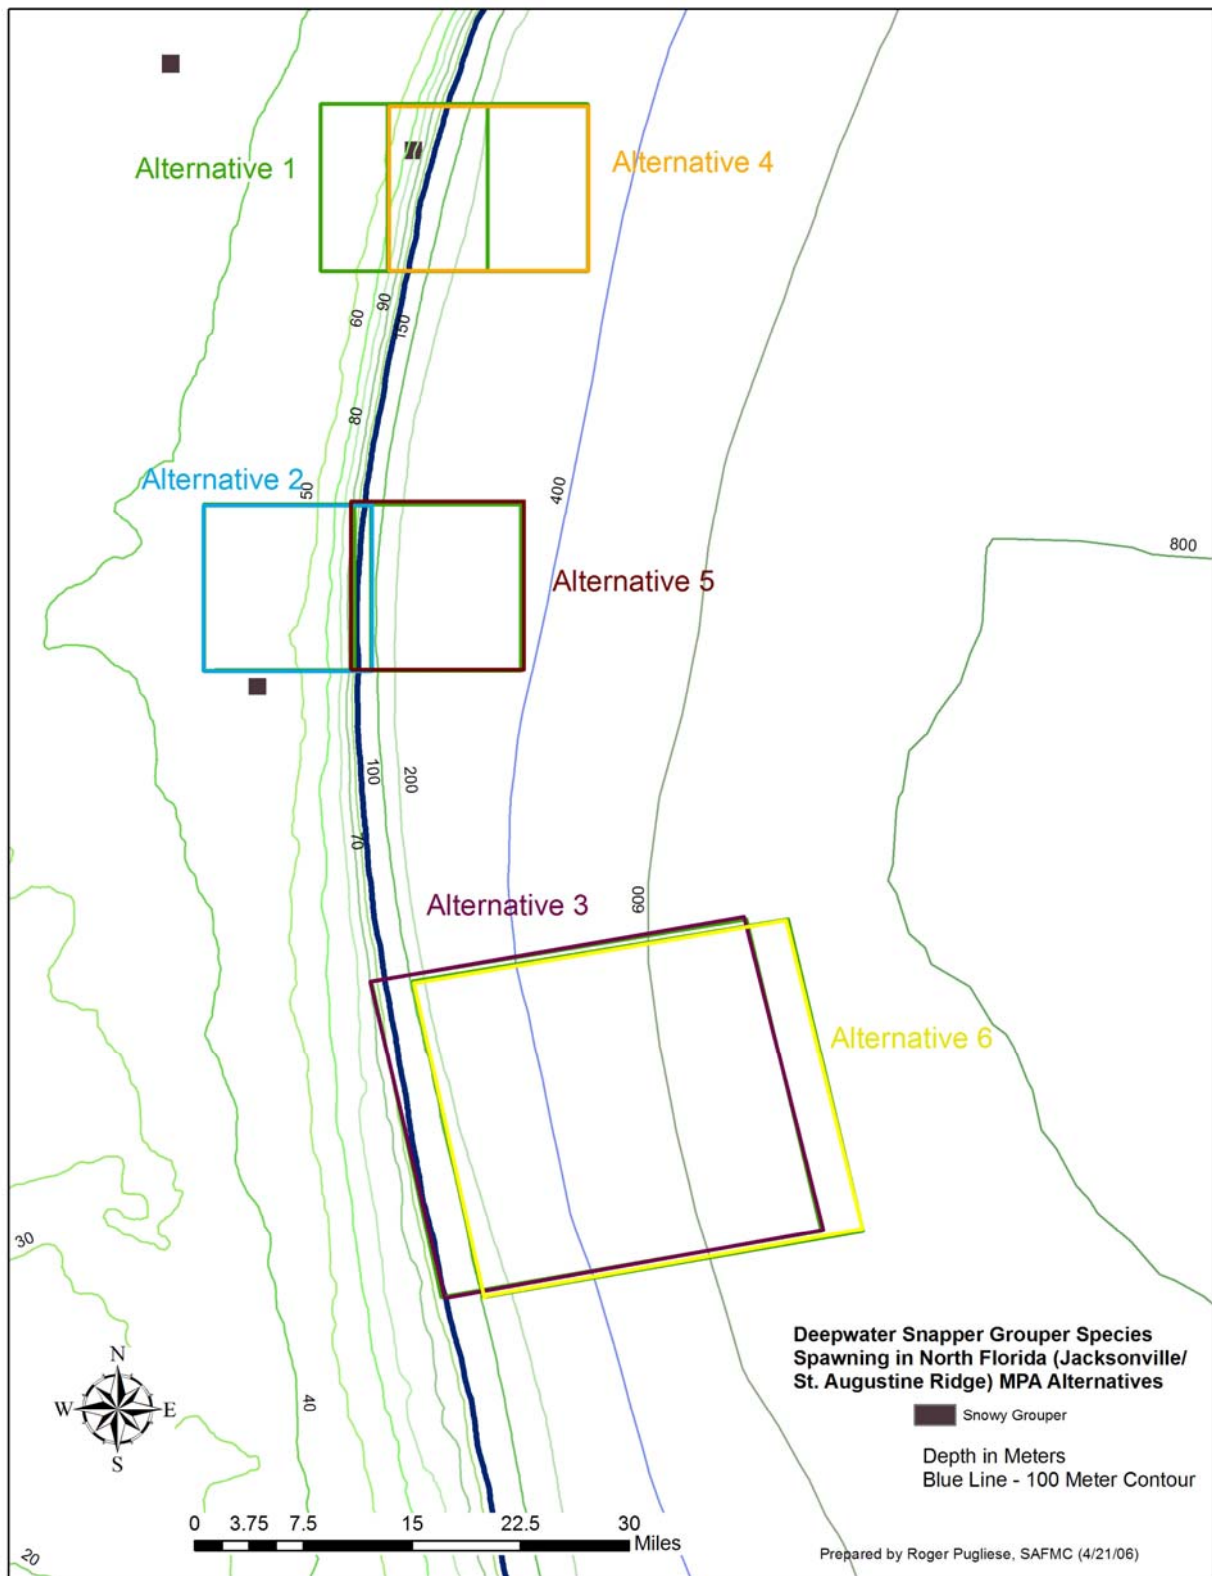 Alternative 1
Alternative 4
60
90
150
80
Alternative 2
50
400
800
Alternative 5
100
200
70
Alternative 3
600
Alternative 6
30
40
20
N
W
E
S
Deepwater Snapper Grouper Species
Spawning in North Florida (Jacksonville/
St. Augustine Ridge) MPA Alternatives
Snowy Grouper
Depth in Meters
Blue Line - 100 Meter Contour
0 3.75 7.5 15 22.5 30
Miles
Prepared by Roger Pugliese, SAFMC (4/21/06)